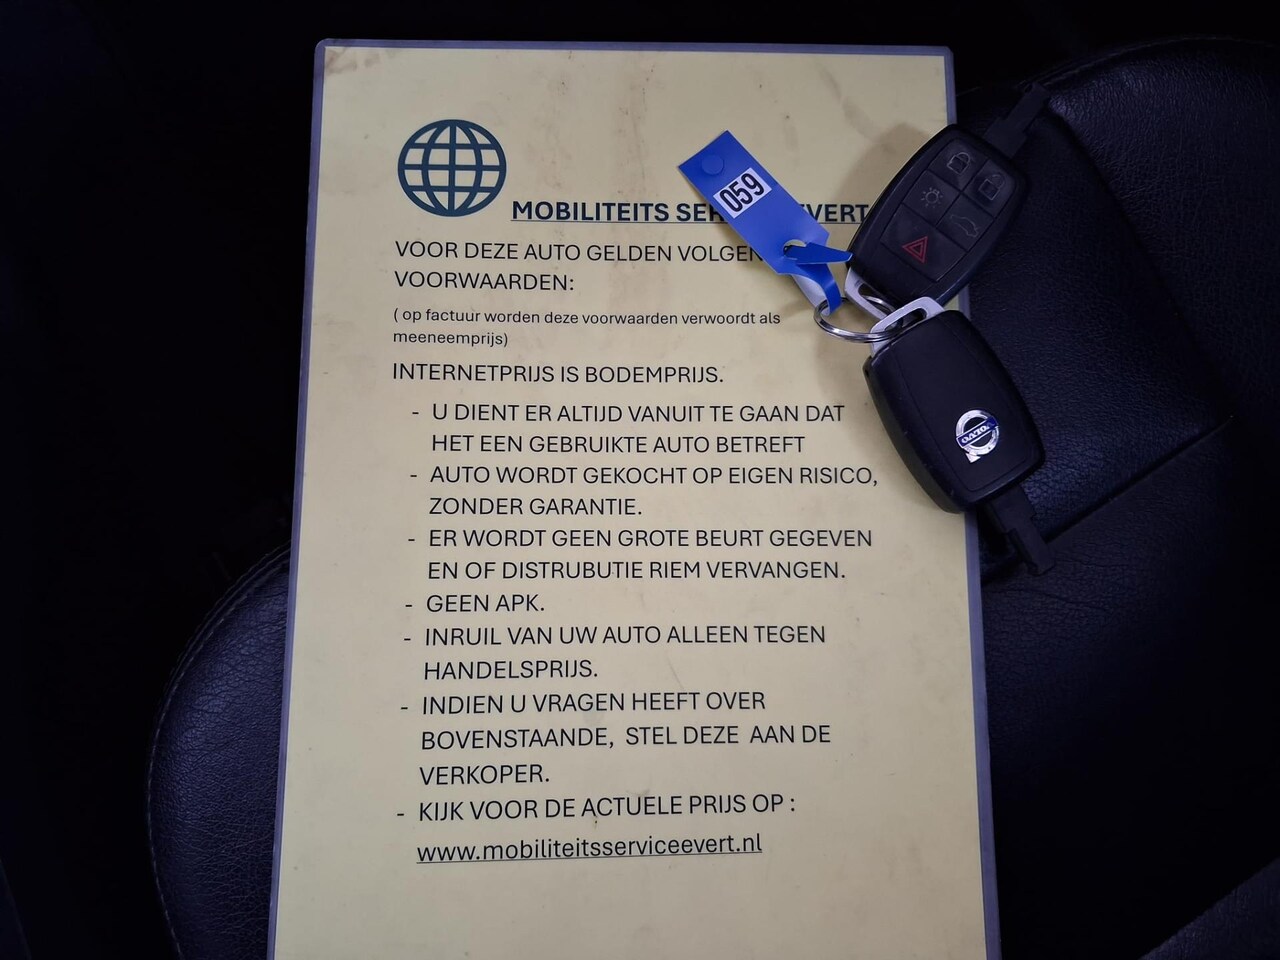 MOBILITEITS SER EVERT
VOOR DEZE AUTO GELDEN VOLGEN
VOORWAARDEN:
( op factuur worden deze voorwaarden verwoordt als
meeneemprijs)
INTERNETPRIJS IS BODEMPRIJS.
- U DIENT ER ALTIJD VANUIT TE GAAN DAT
HET EEN GEBRUIKTE AUTO BETREFT
- AUTO WORDT GEKOCHT OP EIGEN RISICO,
ZONDER GARANTIE.
- ER WORDT GEEN GROTE BEURT GEGEVEN
EN OF DISTRUBUTIE RIEM VERVANGEN.
- GEEN APK.
- INRUIL VAN UW AUTO ALLEEN TEGEN
HANDELSPRIJS.
- INDIEN U VRAGEN HEEFT OVER
BOVENSTAANDE, STEL DEZE AAN DE
VERKOPER.
- KIJK VOOR DE ACTUELE PRIJS OP :
www.mobiliteitsserviceevert.nl
059
VOLVO